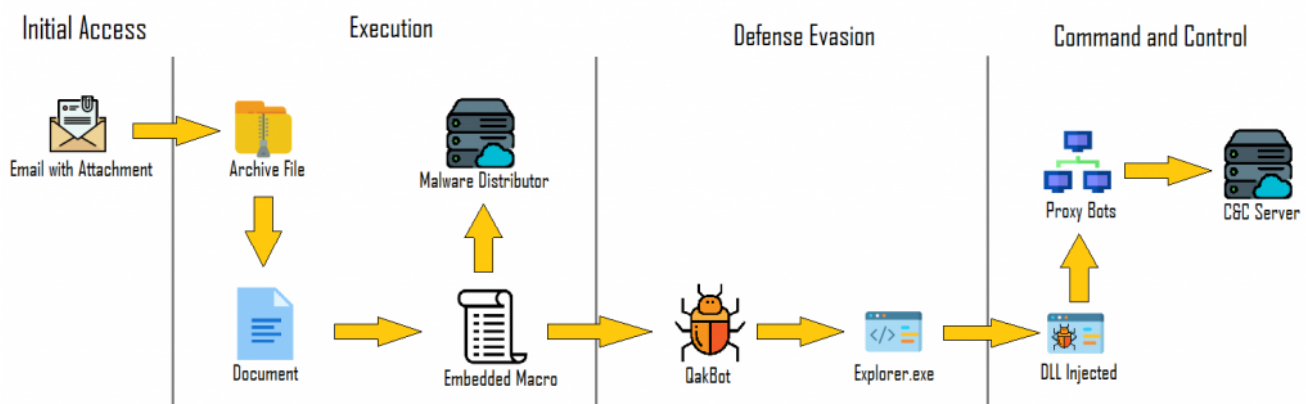 Initial Access
Execution
Defense Evasion
Command and Control
Email with Attachment
Archive File
Malware Distributor
Proxy Bots
C&C Server
Document
Embedded Macro
QakBot
Explorer.exe
DLL Injected